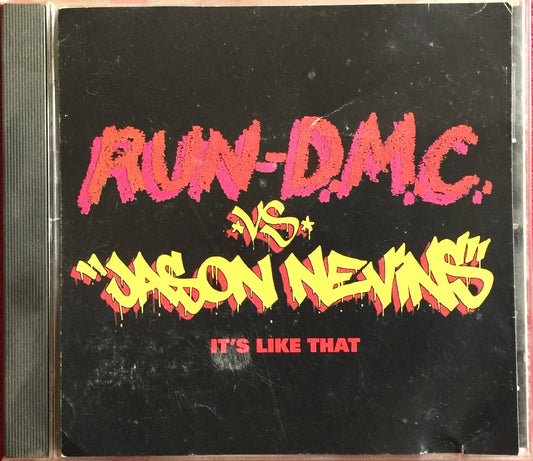 RUN-D.M.C.
*VS*
"JASON NEVINS"
IT'S LIKE THAT